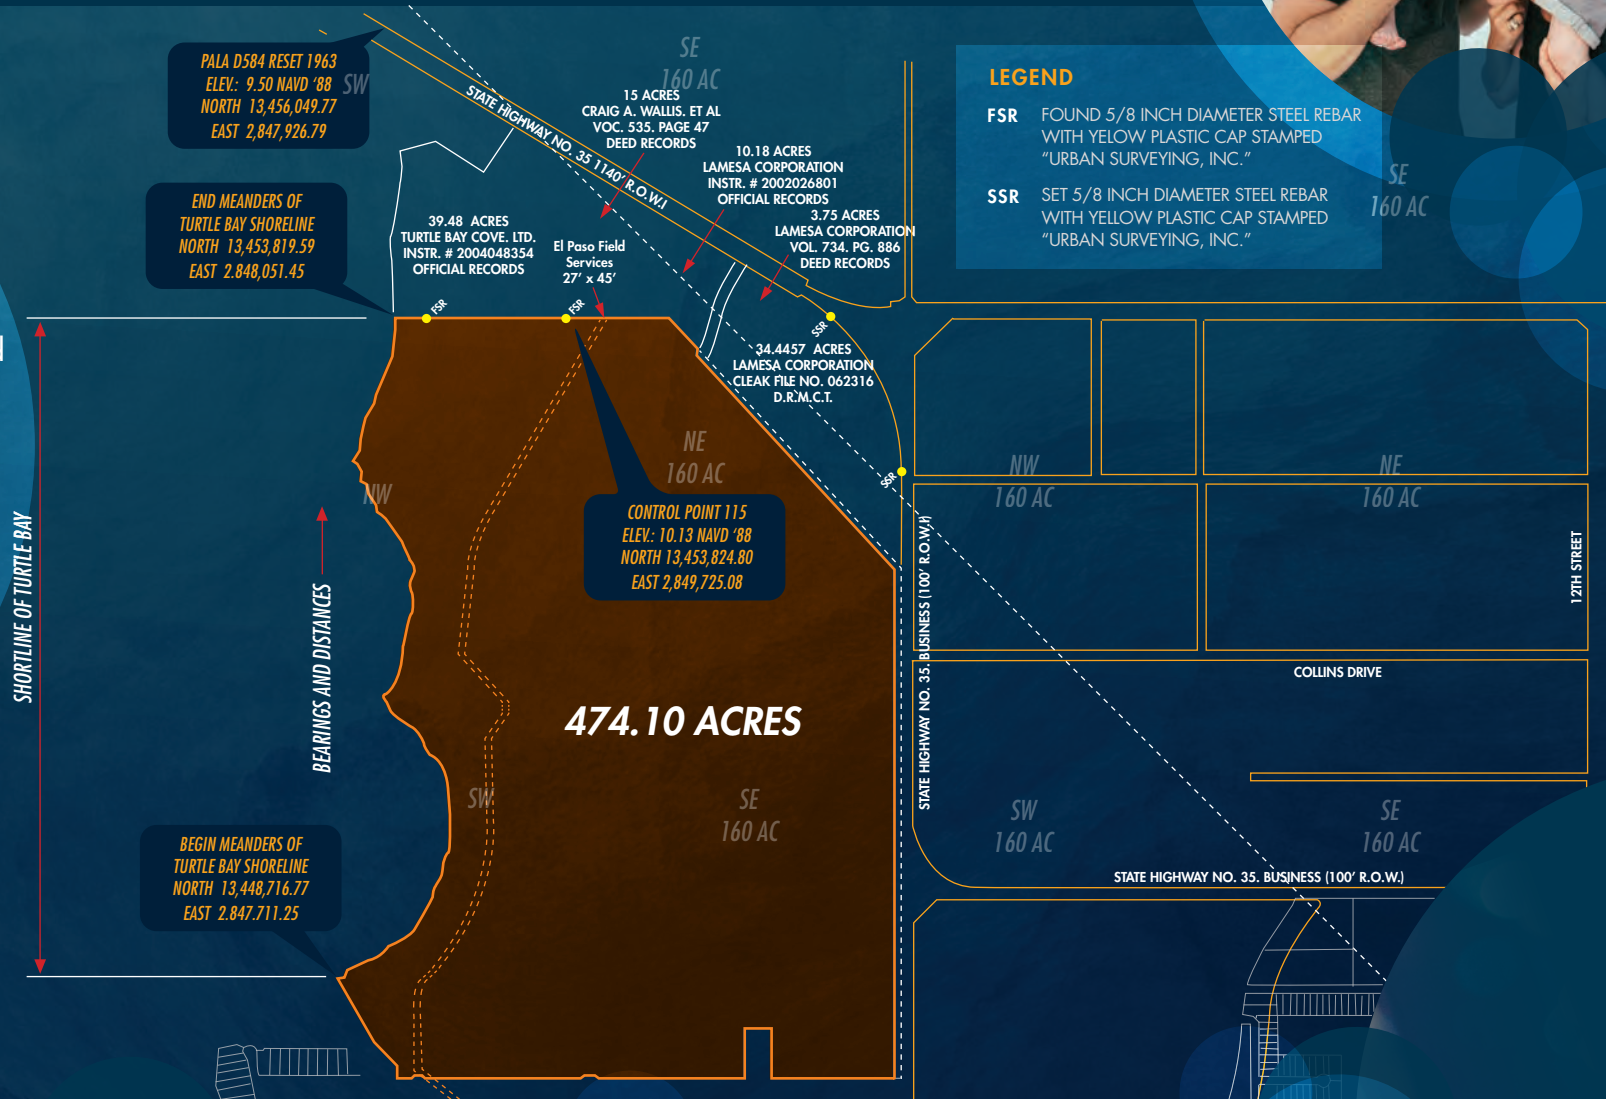 PALA D584 RESET 1963
ELEV.: 9.50 NAVD ‘88
NORTH 13,456,049.77
EAST 2,847,926.79
SW
SE
160 AC
STATE HIGHWAY NO. 35 1140’ R.O.W.I
15 ACRES
CRAIG A. WALLIS. ET AL
VOC. 535. PAGE 47
DEED RECORDS
10.18 ACRES
LAMESA CORPORATION
INSTR. # 2002026801
OFFICIAL RECORDS
3.75 ACRES
LAMESA CORPORATION
VOL. 734. PG. 886
DEED RECORDS
LEGEND
FSR FOUND 5/8 INCH DIAMETER STEEL REBAR
WITH YELOW PLASTIC CAP STAMPED
“URBAN SURVEYING, INC.”
SSR SET 5/8 INCH DIAMETER STEEL REBAR
WITH YELLOW PLASTIC CAP STAMPED
“URBAN SURVEYING, INC.”
SE
160 AC
END MEANDERS OF
TURTLE BAY SHORELINE
NORTH 13,453,819.59
EAST 2.848,051.45
39.48 ACRES
TURTLE BAY COVE. LTD.
INSTR. # 2004048354
OFFICIAL RECORDS
El Paso Field
Services
27’ x 45’
FSR
FSR
SSR
34.4457 ACRES
LAMESA CORPORATION
CLEAK FILE NO. 062316
D.R.M.C.T.
NE
160 AC
NW
SSR
NW
160 AC
NE
160 AC
CONTROL POINT 115
ELEV.: 10.13 NAVD ‘88
NORTH 13,453,824.80
EAST 2,849,725.08
SHORTLINE OF TURTLE BAY
BEARINGS AND DISTANCES
STATE HIGHWAY NO. 35. BUSINESS (100’ R.O.W.I)
12TH STREET
COLLINS DRIVE
474.10 ACRES
SW
SE
160 AC
SW
160 AC
SE
160 AC
BEGIN MEANDERS OF
TURTLE BAY SHORELINE
NORTH 13,448,716.77
EAST 2.847.711.25
STATE HIGHWAY NO. 35. BUSINESS (100’ R.O.W.)